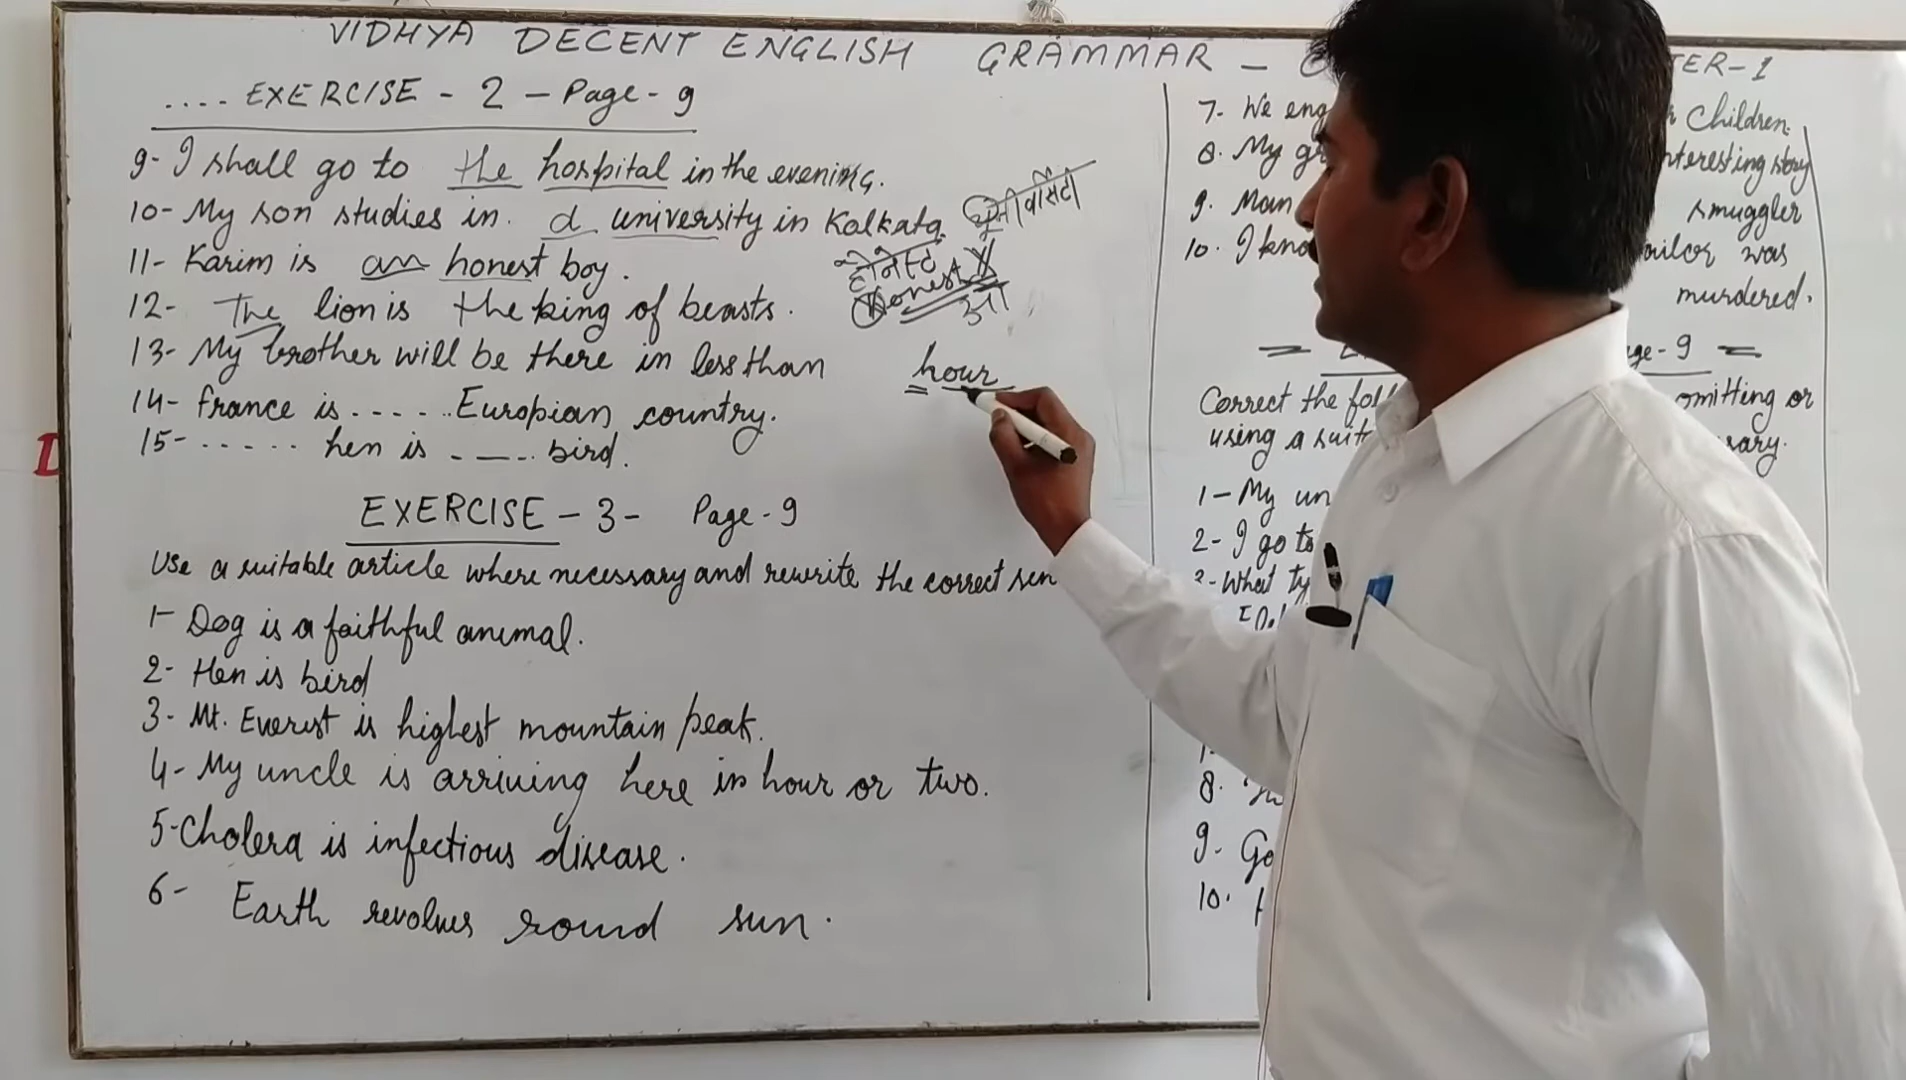 VIDHYA DECENT ENGLISH GRAMMAR - TER-1
.... EXERCISE - 2 - Page - 9
9- I shall go to the hospital in the evening.
10- My son studies in. a university in Kolkata.
यूनीवर्सिटी
11- Karim is an honest boy.
Honest
12- The lion is the king of beasts.
13- My brother will be there in less than hour
14- France is ..... Europian country.
15- ..... hen is ..... bird.
EXERCISE - 3 - Page - 9
Use a suitable article where necessary and rewrite the correct sen
1- Dog is a faithful animal.
2- Hen is bird
3- Mt. Everest is highest mountain peak.
4- My uncle is arriving here in hour or two.
5- Cholera is infectious disease.
6- Earth revolves round sun.
7- We eng Children.
8. My gr nteresting story
9. Man smuggler
10. I kno ailor was
murdered.
ge - 9
Correct the fol omitting or
using a suit sary.
1- My un
2- I go to
What ty
8.
9. Go
10.